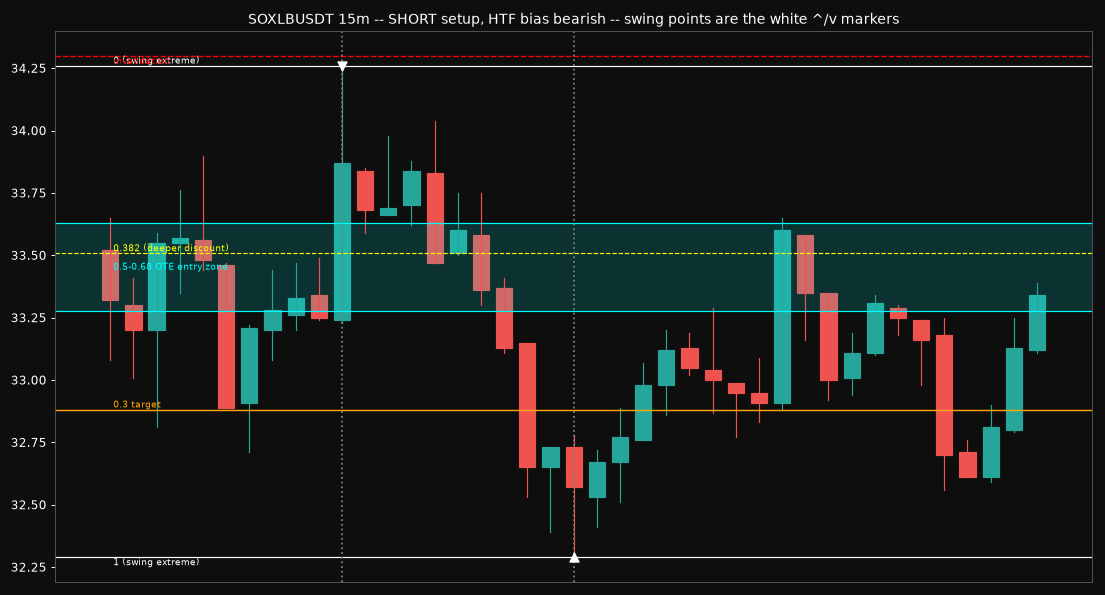 SOXLBUSDT 15m -- SHORT setup, HTF bias bearish -- swing points are the white ^/v markers
34.25
34.00
33.75
33.50
33.25
33.00
32.75
32.50
32.25
0 (swing extreme)
0.382 (deeper discount)
0.5-0.68 OTE entry zone
0.3 target
1 (swing extreme)